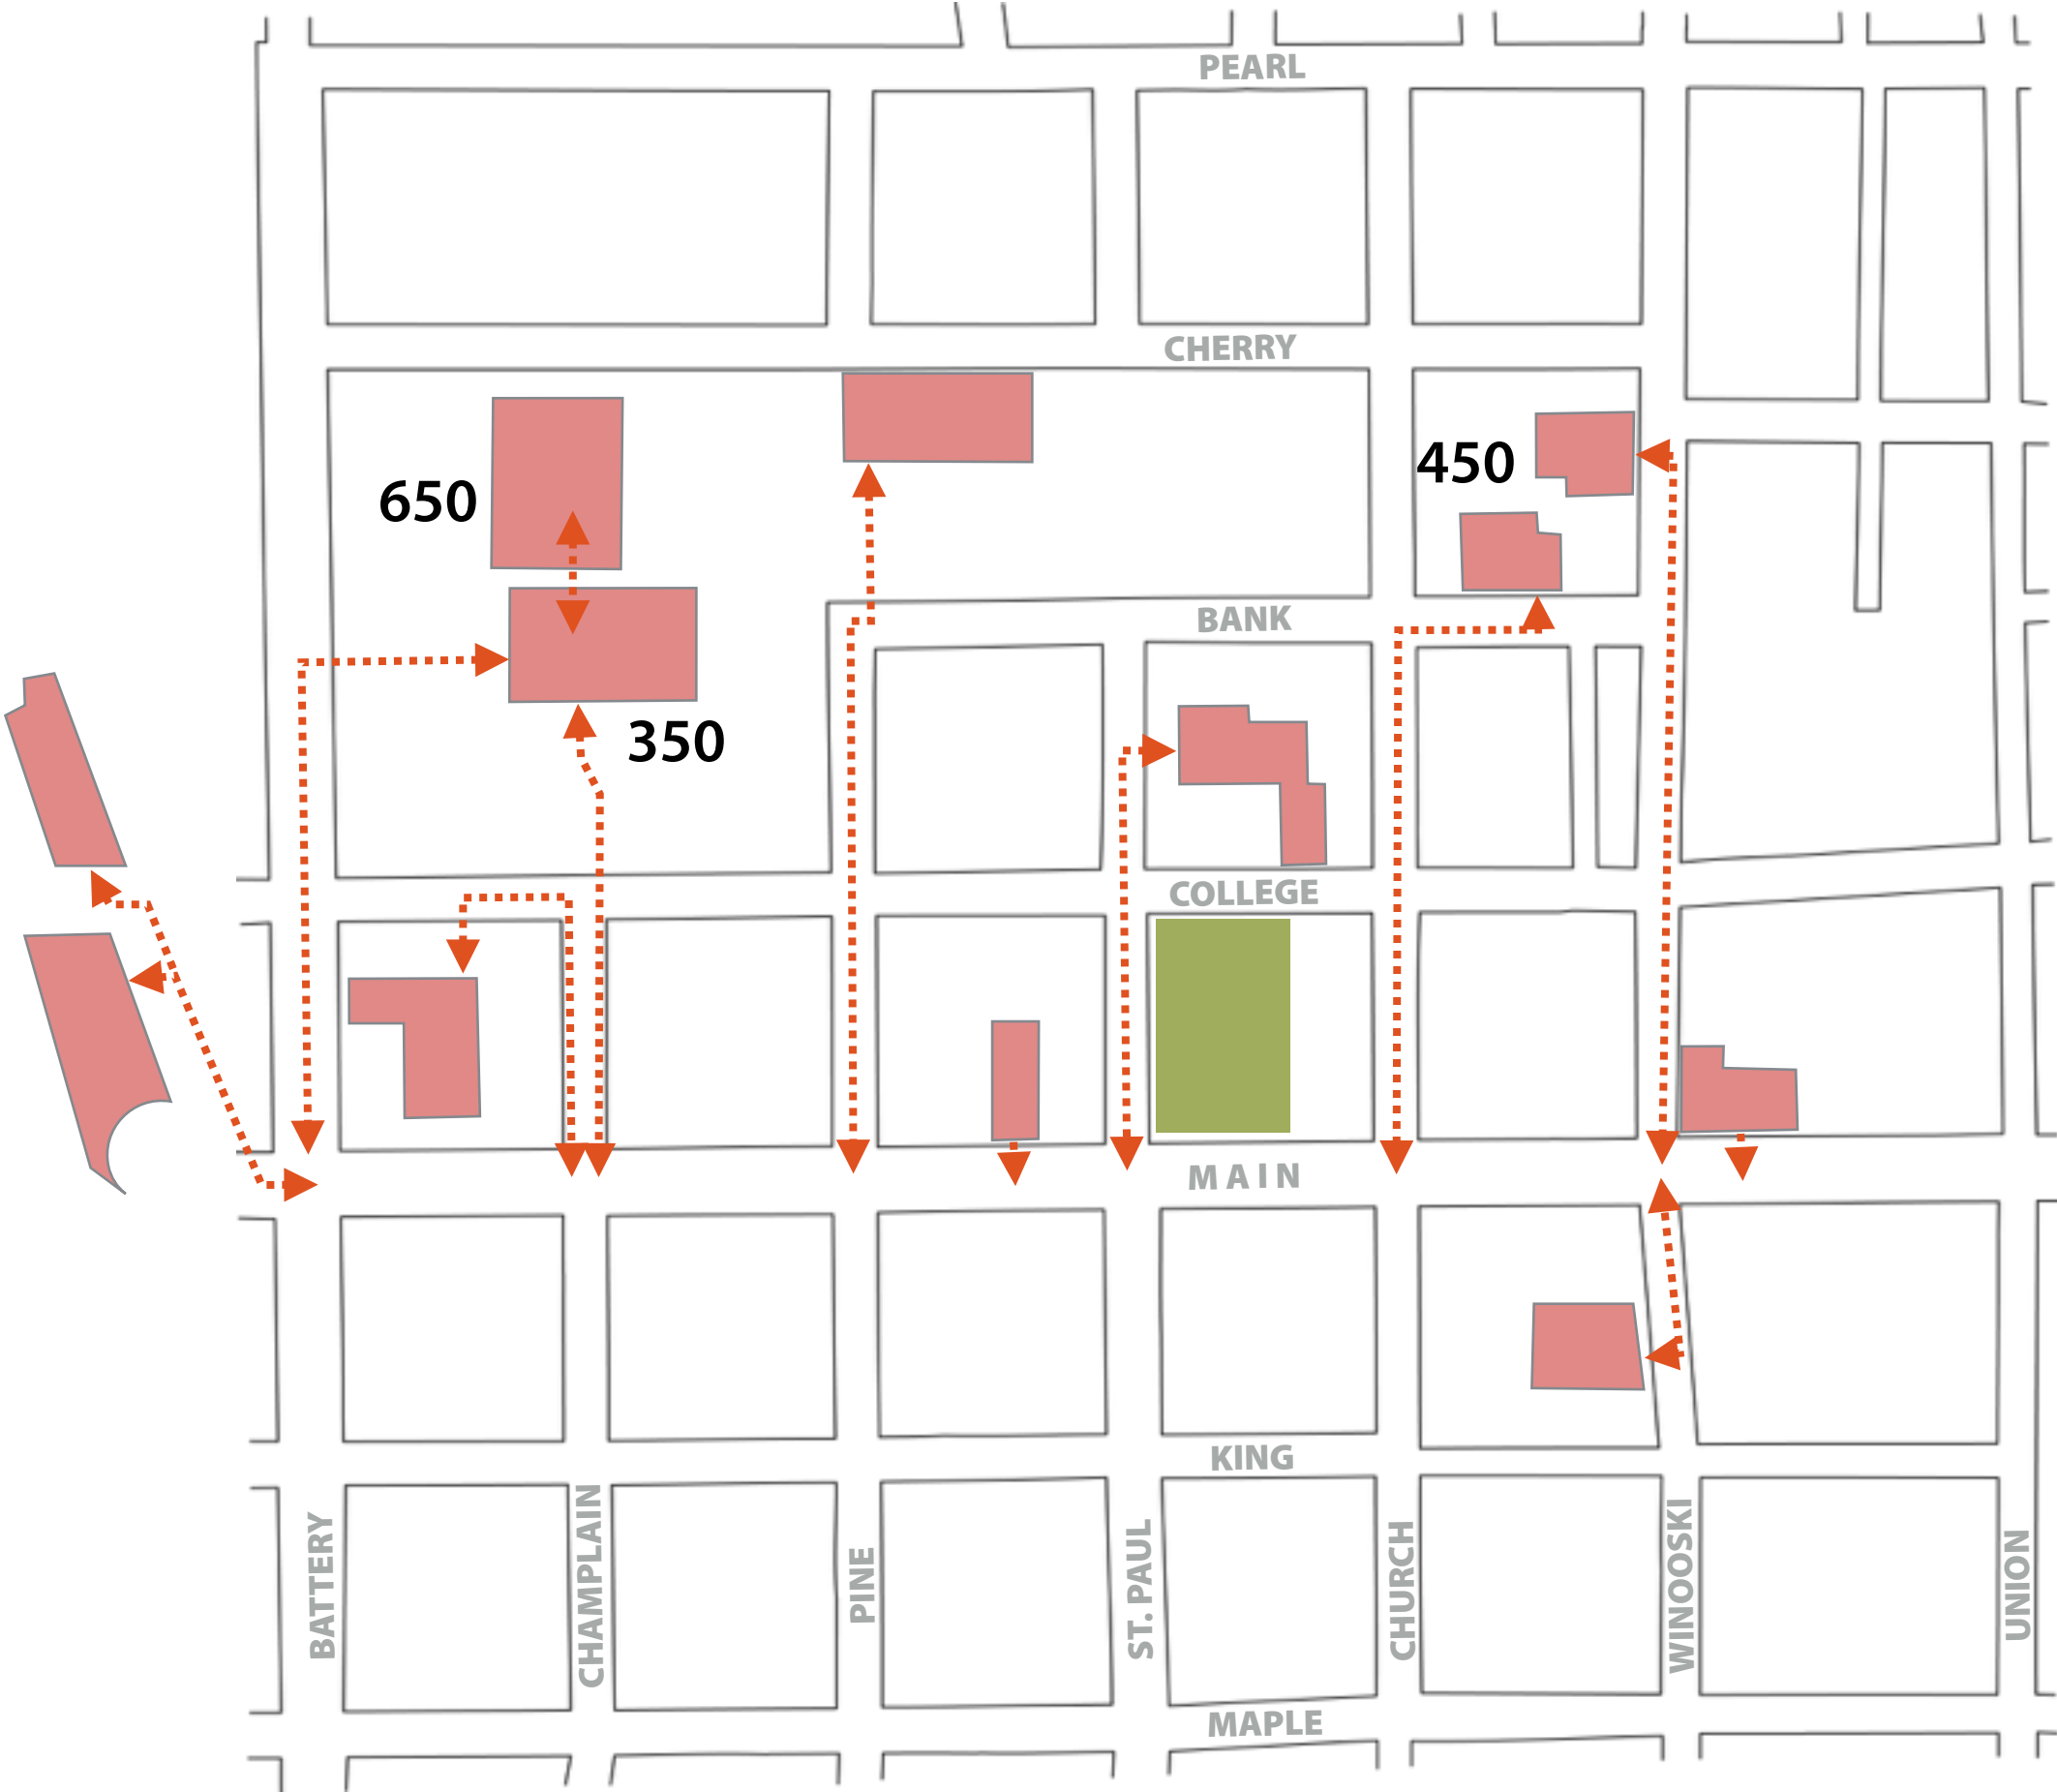 PEARL
CHERRY
650
450
BANK
350
COLLEGE
MAIN
KING
BATTERY
CHAMPLAIN
PINE
ST. PAUL
CHURCH
WINOOSKI
UNION
MAPLE